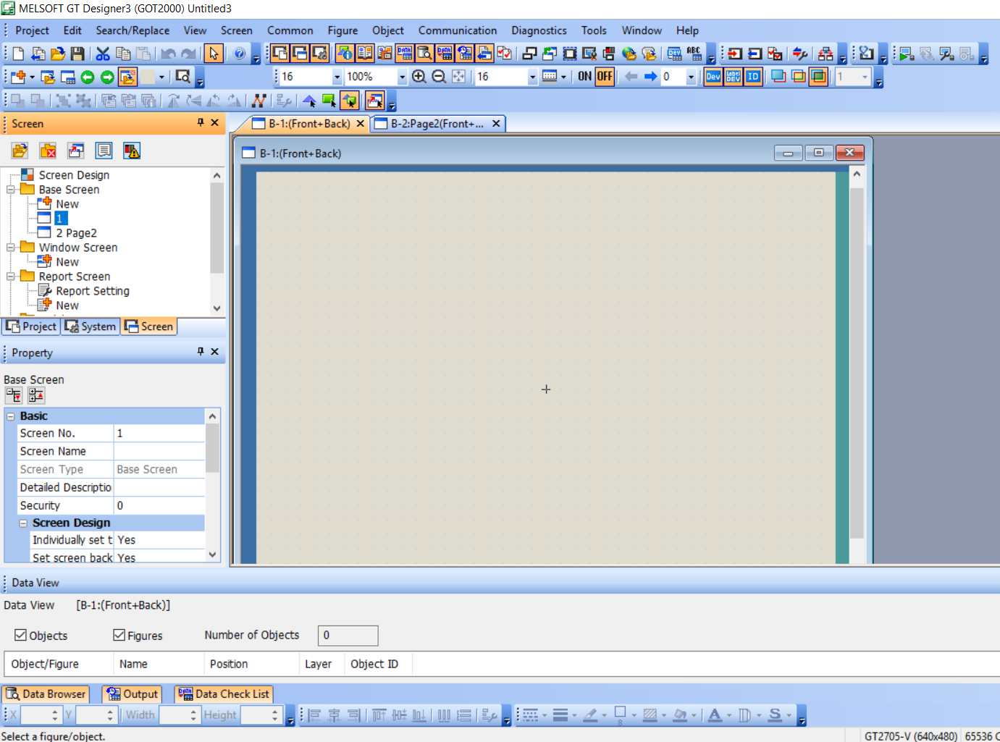 MELSOFT GT Designer3 (GOT2000) Untitled3
Project Edit Search/Replace View Screen Common Figure Object Communication Diagnostics Tools Window Help
16 100% 16 ON OFF 0 Dev ID 1
Screen
B-1:(Front+Back) B-2:Page2(Front+...
B-1:(Front+Back)
Screen Design
Base Screen
New
1
2 Page2
Window Screen
New
Report Screen
Report Setting
New
Project System Screen
Property
Base Screen
Basic
Screen No. 1
Screen Name
Screen Type Base Screen
Detailed Descriptio
Security 0
Screen Design
Individually set t Yes
Set screen back Yes
Data View
Data View [B-1:(Front+Back)]
Objects Figures Number of Objects 0
Object/Figure Name Position Layer Object ID
Data Browser Output Data Check List
X Y Width Height
Select a figure/object. GT2705-V (640x480) 65536 C